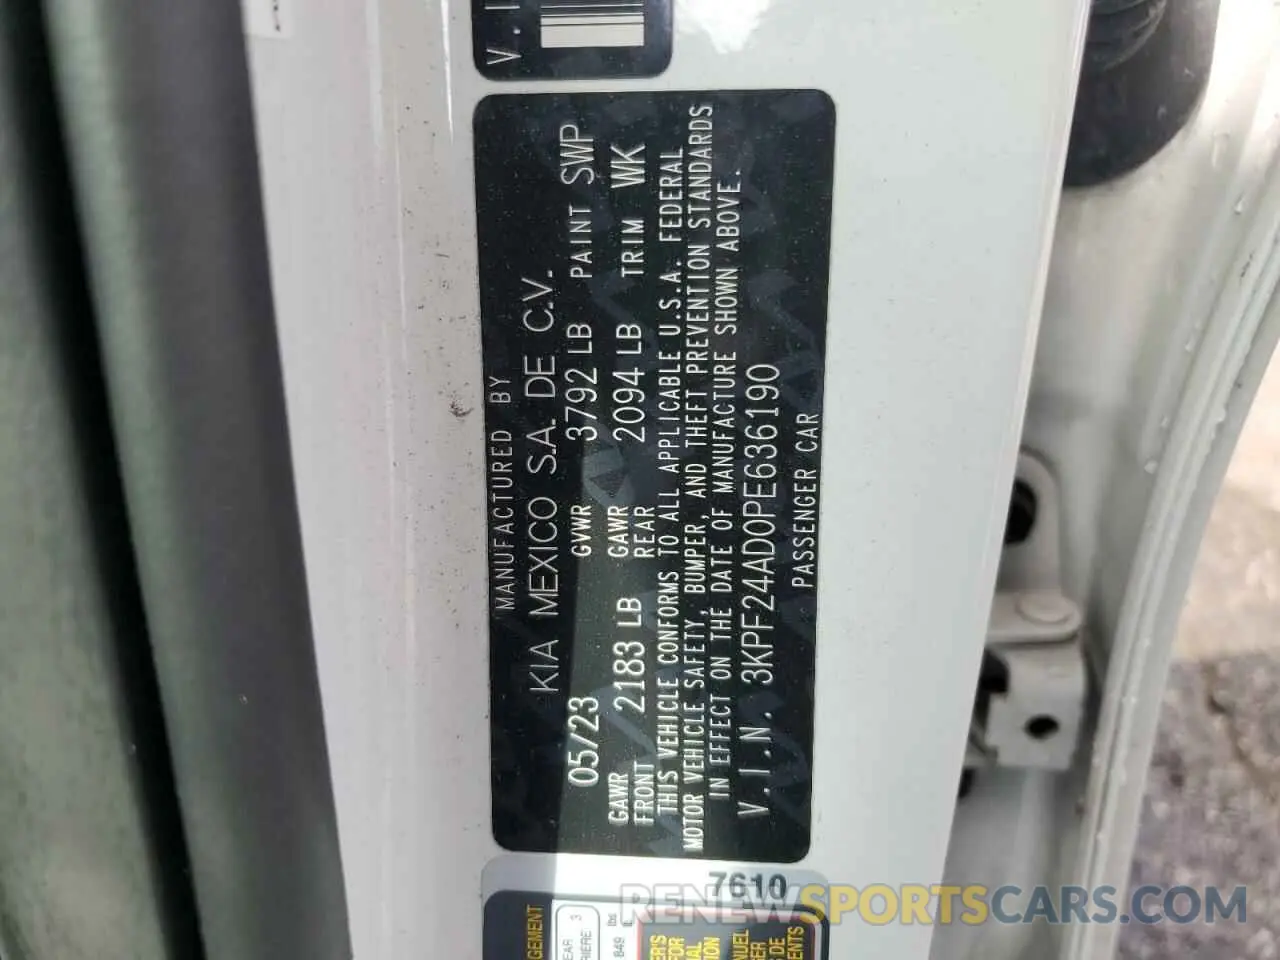 V.I
MANUFACTURED BY
KIA MEXICO S.A. DE C.V.
05/23 GVWR 3792 LB PAINT SWP
GAWR FRONT 2183 LB GAWR REAR 2094 LB TRIM WK
THIS VEHICLE CONFORMS TO ALL APPLICABLE U.S.A. FEDERAL
MOTOR VEHICLE SAFETY, BUMPER, AND THEFT PREVENTION STANDARDS
IN EFFECT ON THE DATE OF MANUFACTURE SHOWN ABOVE.
V.I.N. 3KPF24AD0PE636190
PASSENGER CAR
7610
RENEWSPORTSCARS.COM